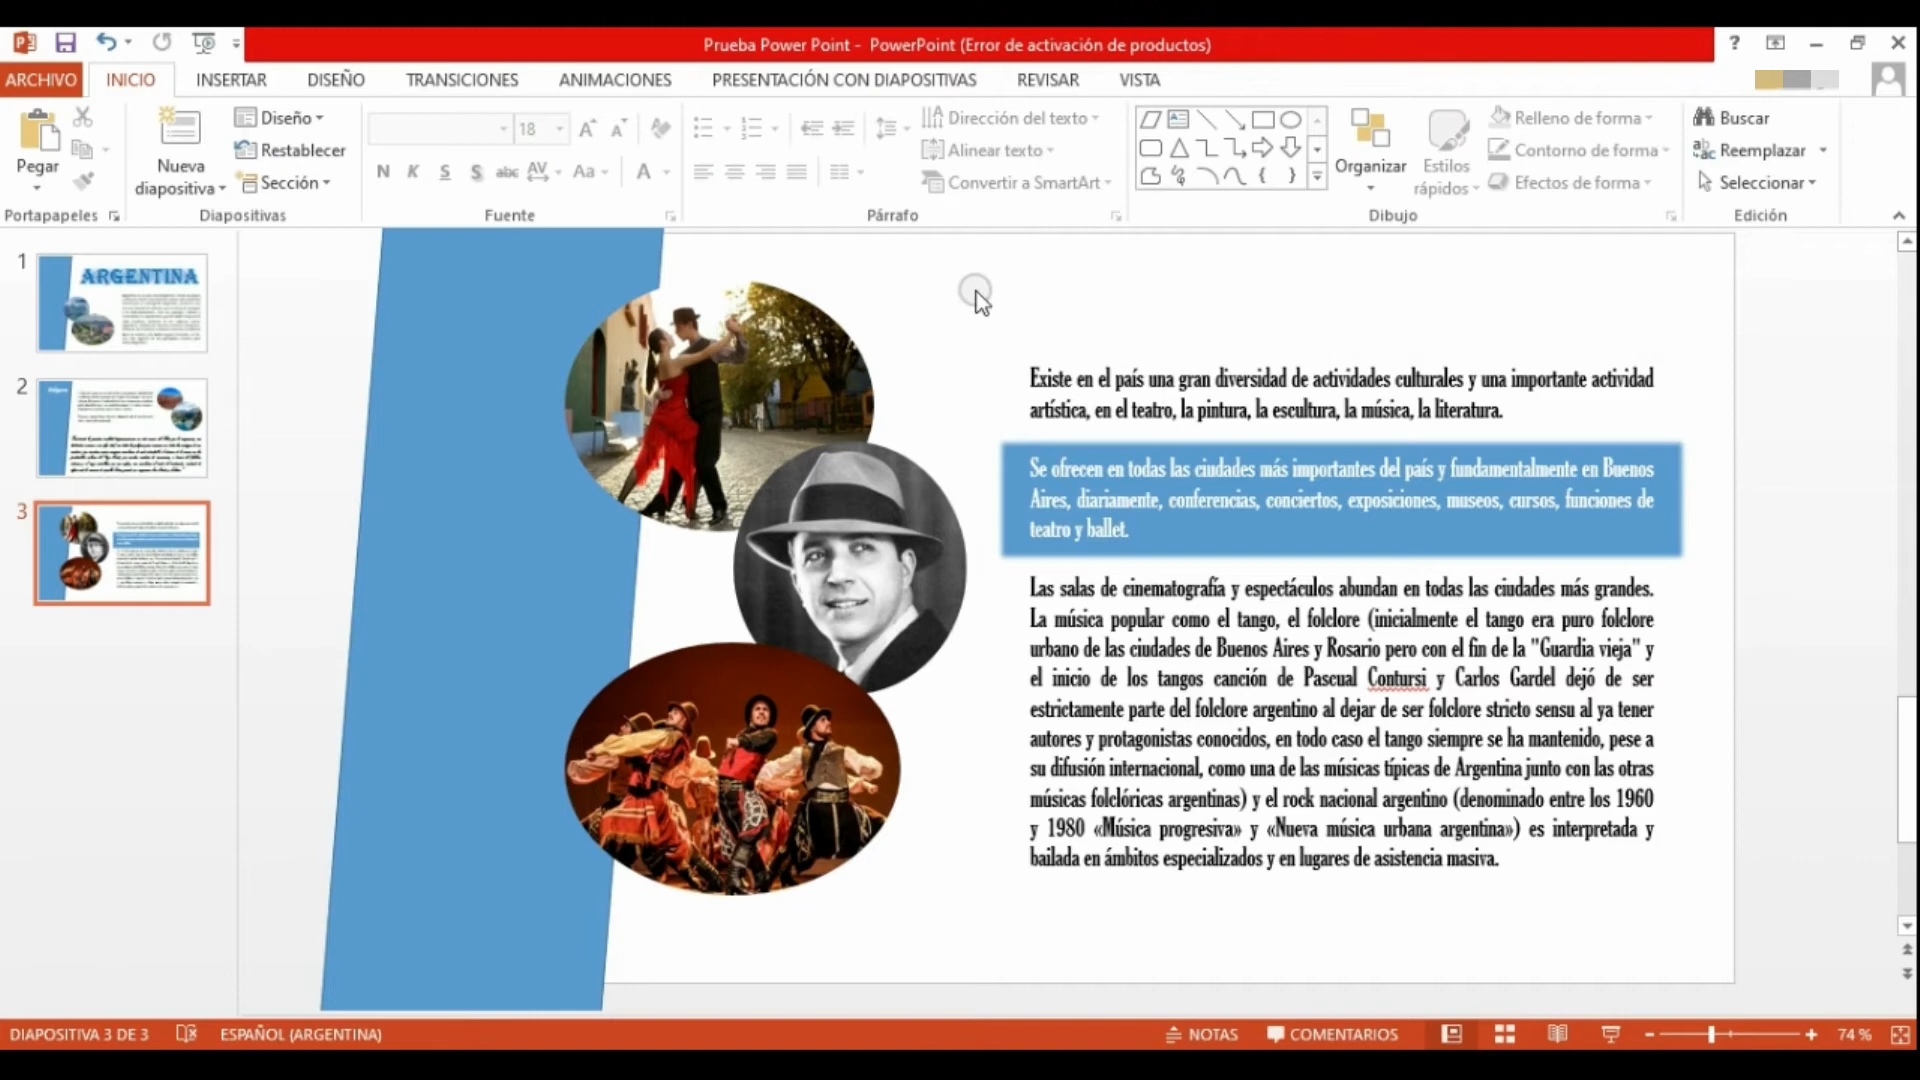 Prueba Power Point - PowerPoint (Error de activación de productos)
?
ARCHIVO INICIO INSERTAR DISEÑO TRANSICIONES ANIMACIONES PRESENTACIÓN CON DIAPOSITIVAS REVISAR VISTA
Pegar
Portapapeles
Nueva diapositiva
Diseño
Restablecer
Sección
Diapositivas
18
N K S S abc AV Aa A
Fuente
Dirección del texto
Alinear texto
Convertir a SmartArt
Párrafo
Organizar
Estilos rápidos
Relleno de forma
Contorno de forma
Efectos de forma
Dibujo
Buscar
Reemplazar
Seleccionar
Edición
1
ARGENTINA
2
3
Existe en el país una gran diversidad de actividades culturales y una importante actividad
artística, en el teatro, la pintura, la escultura, la música, la literatura.
Se ofrecen en todas las ciudades más importantes del país y fundamentalmente en Buenos
Aires, diariamente, conferencias, conciertos, exposiciones, museos, cursos, funciones de
teatro y ballet.
Las salas de cinematografía y espectáculos abundan en todas las ciudades más grandes.
La música popular como el tango, el folclore (inicialmente el tango era puro folclore
urbano de las ciudades de Buenos Aires y Rosario pero con el fin de la "Guardia vieja" y
el inicio de los tangos canción de Pascual Contursi y Carlos Gardel dejó de ser
estrictamente parte del folclore argentino al dejar de ser folclore stricto sensu al ya tener
autores y protagonistas conocidos, en todo caso el tango siempre se ha mantenido, pese a
su difusión internacional, como una de las músicas típicas de Argentina junto con las otras
músicas folclóricas argentinas) y el rock nacional argentino (denominado entre los 1960
y 1980 «Música progresiva» y «Nueva música urbana argentina») es interpretada y
bailada en ámbitos especializados y en lugares de asistencia masiva.
DIAPOSITIVA 3 DE 3 ESPAÑOL (ARGENTINA) NOTAS COMENTARIOS 74 %